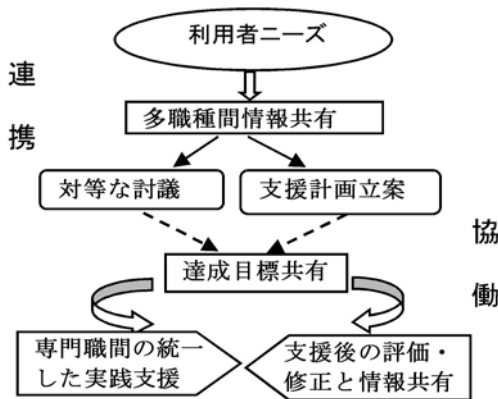 利用者ニーズ
連
携
多職種間情報共有
対等な討議
支援計画立案
協
働
達成目標共有
専門職間の統一
した実践支援
支援後の評価・
修正と情報共有